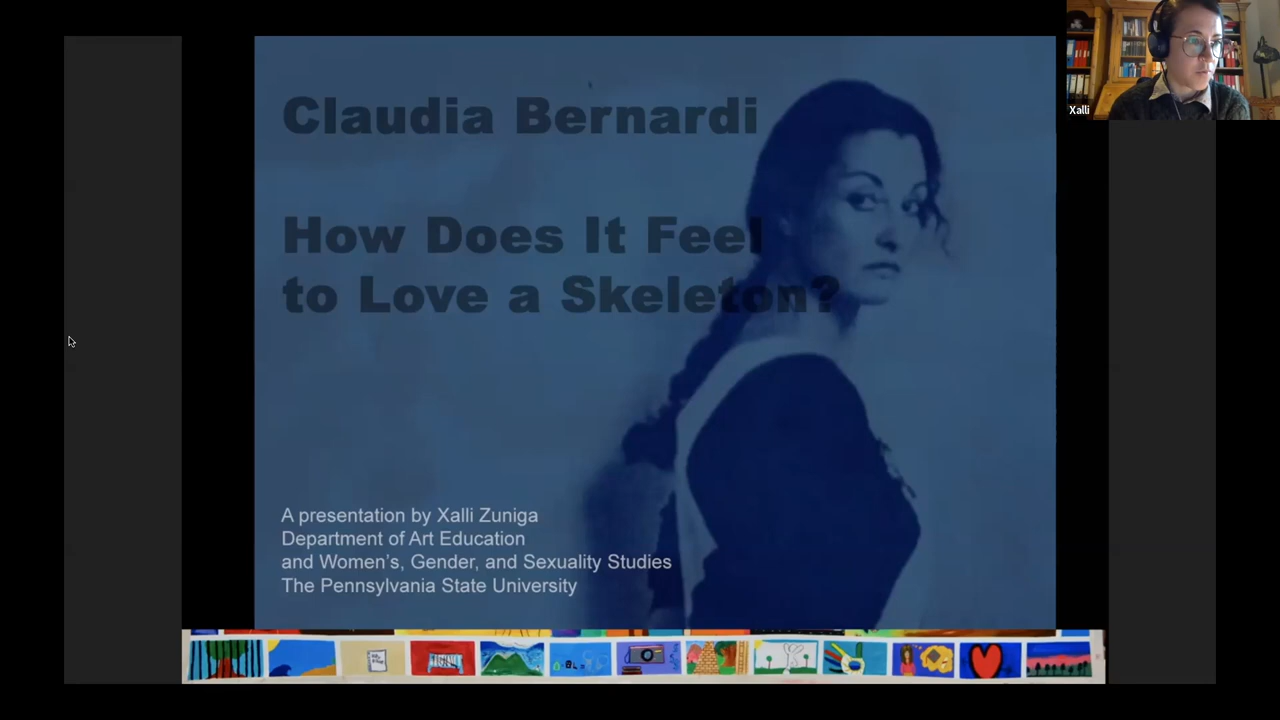 Claudia Bernardi
How Does It Feel
to Love a Skeleton?
A presentation by Xalli Zuniga
Department of Art Education
and Women's, Gender, and Sexuality Studies
The Pennsylvania State University
Xalli